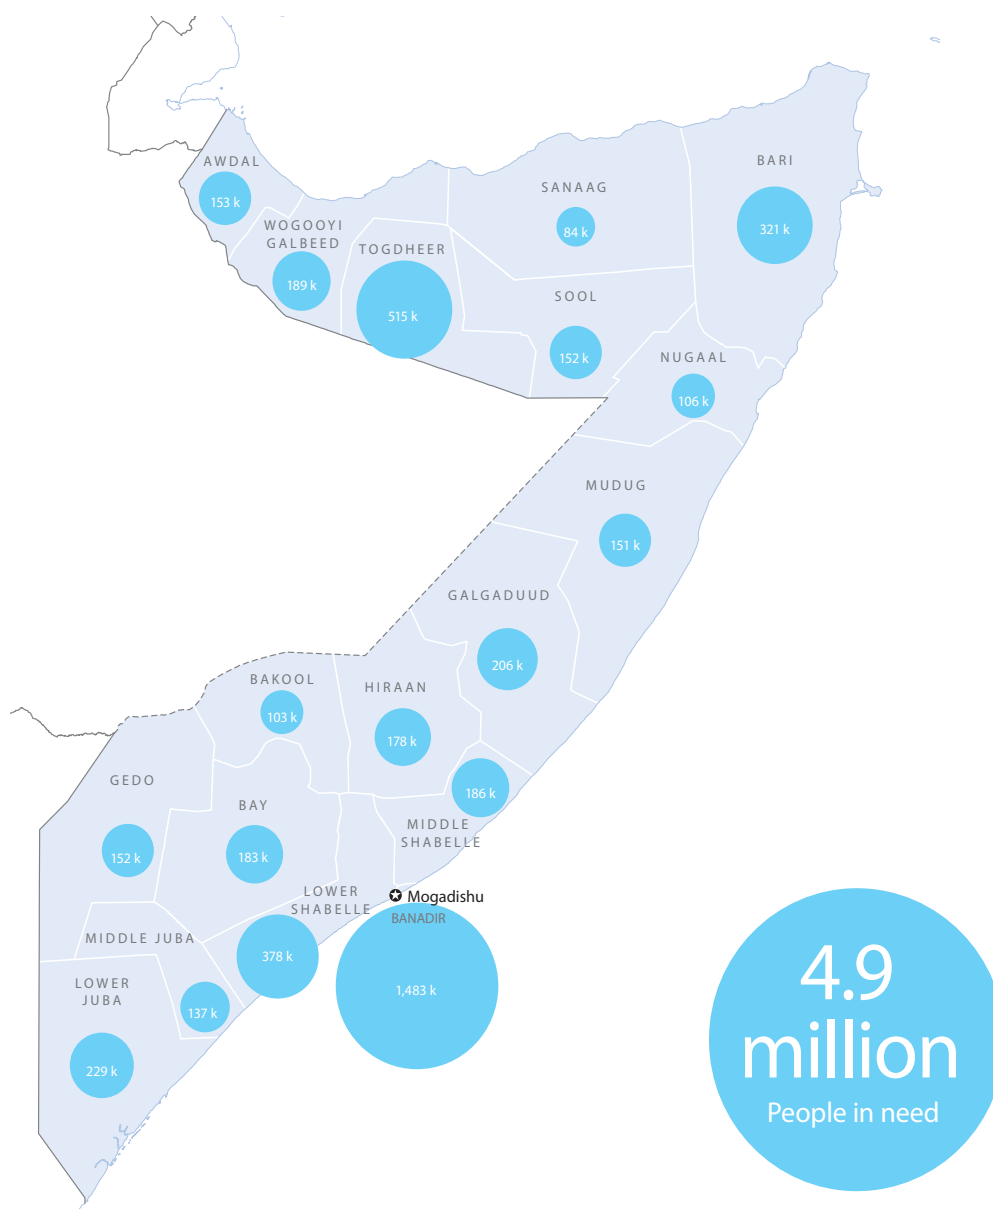 AWDAL
153 k
WOGOOYI
GALBEED
189 k
TOGDHEER
515 k
SANAAG
84 k
BARI
321 k
SOOL
152 k
NUGAAL
106 k
MUDUG
151 k
GALGADUUD
206 k
BAKOOL
103 k
HIRAAN
178 k
GEDO
152 k
BAY
183 k
186 k
MIDDLE
SHABELLE
LOWER
SHABELLE
378 k
Mogadishu
BANADIR
1,483 k
MIDDLE JUBA
137 k
LOWER
JUBA
229 k
4.9
million
People in need